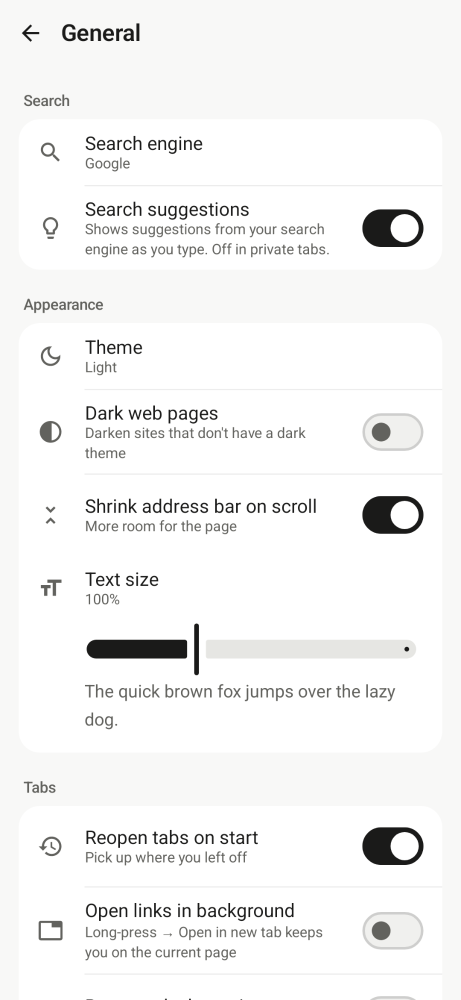 General
Search
Search engine
Google
Search suggestions
Shows suggestions from your search
engine as you type. Off in private tabs.
Appearance
Theme
Light
Dark web pages
Darken sites that don't have a dark
theme
Shrink address bar on scroll
More room for the page
Text size
100%
The quick brown fox jumps over the lazy
dog.
Tabs
Reopen tabs on start
Pick up where you left off
Open links in background
Long-press → Open in new tab keeps
you on the current page